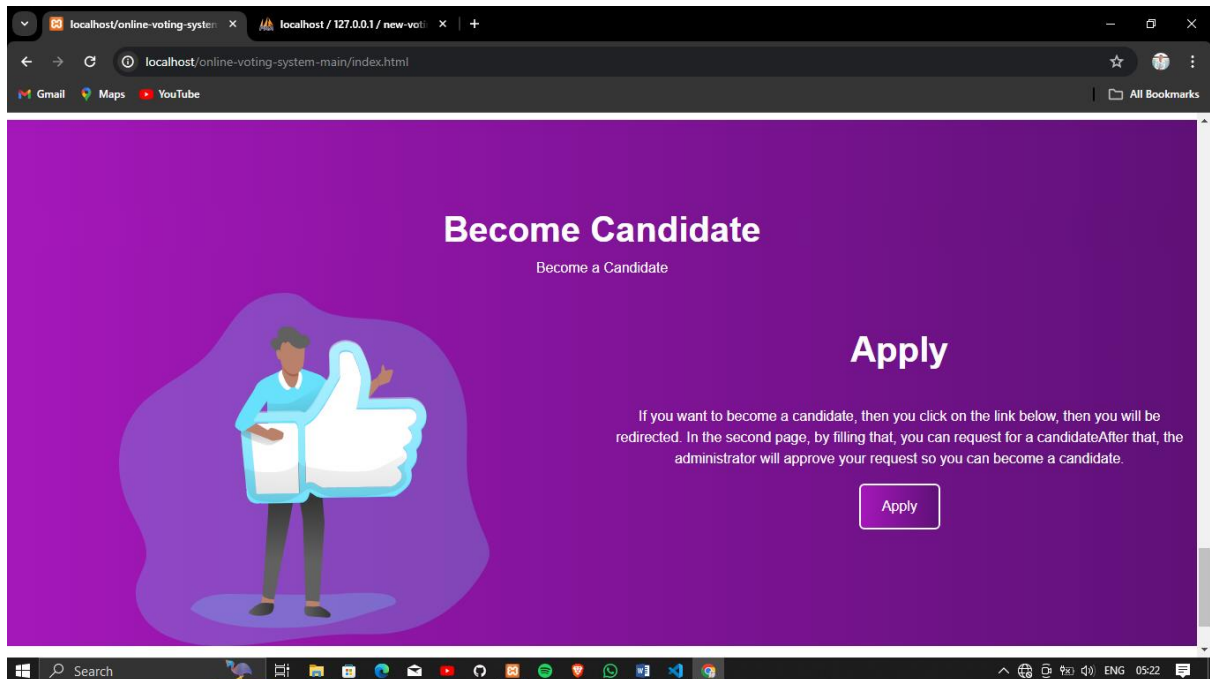 localhost/online-voting-system
localhost / 127.0.0.1 / new-voti
localhost/online-voting-system-main/index.html
Gmail Maps YouTube All Bookmarks
Become Candidate
Become a Candidate
Apply
If you want to become a candidate, then you click on the link below, then you will be
redirected. In the second page, by filling that, you can request for a candidateAfter that, the
administrator will approve your request so you can become a candidate.
Apply
Search ENG 05:22